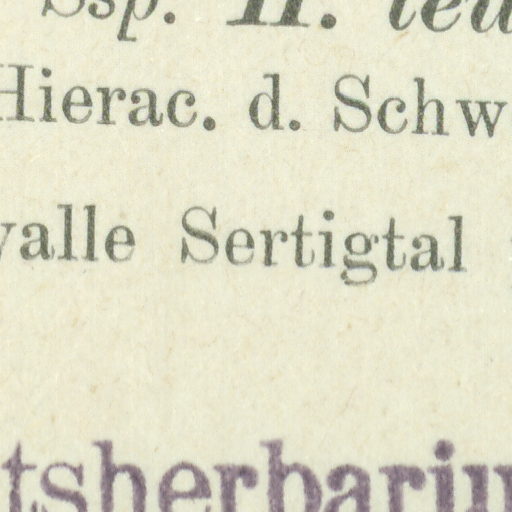 Ssp. H.
Hierac. d. Schw
valle Sertigtal
tsherbariu